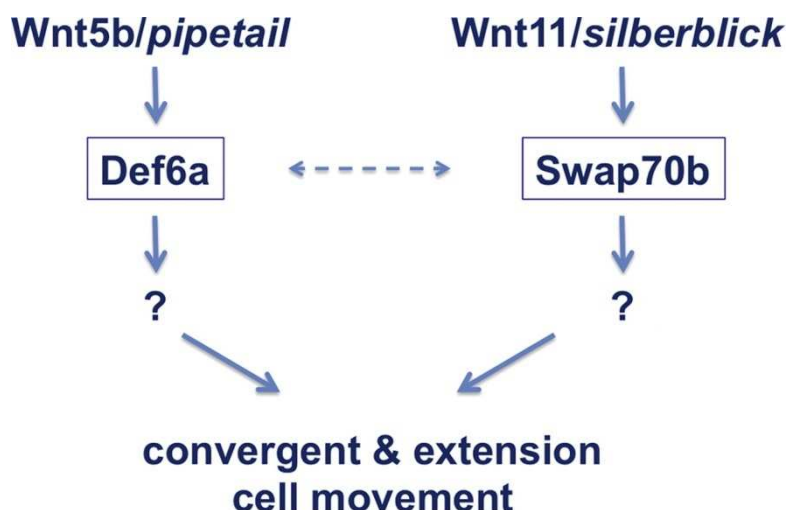 Wnt5b/pipetail Wnt11/silberblick
Def6a Swap70b
? ?
convergent & extension
cell movement